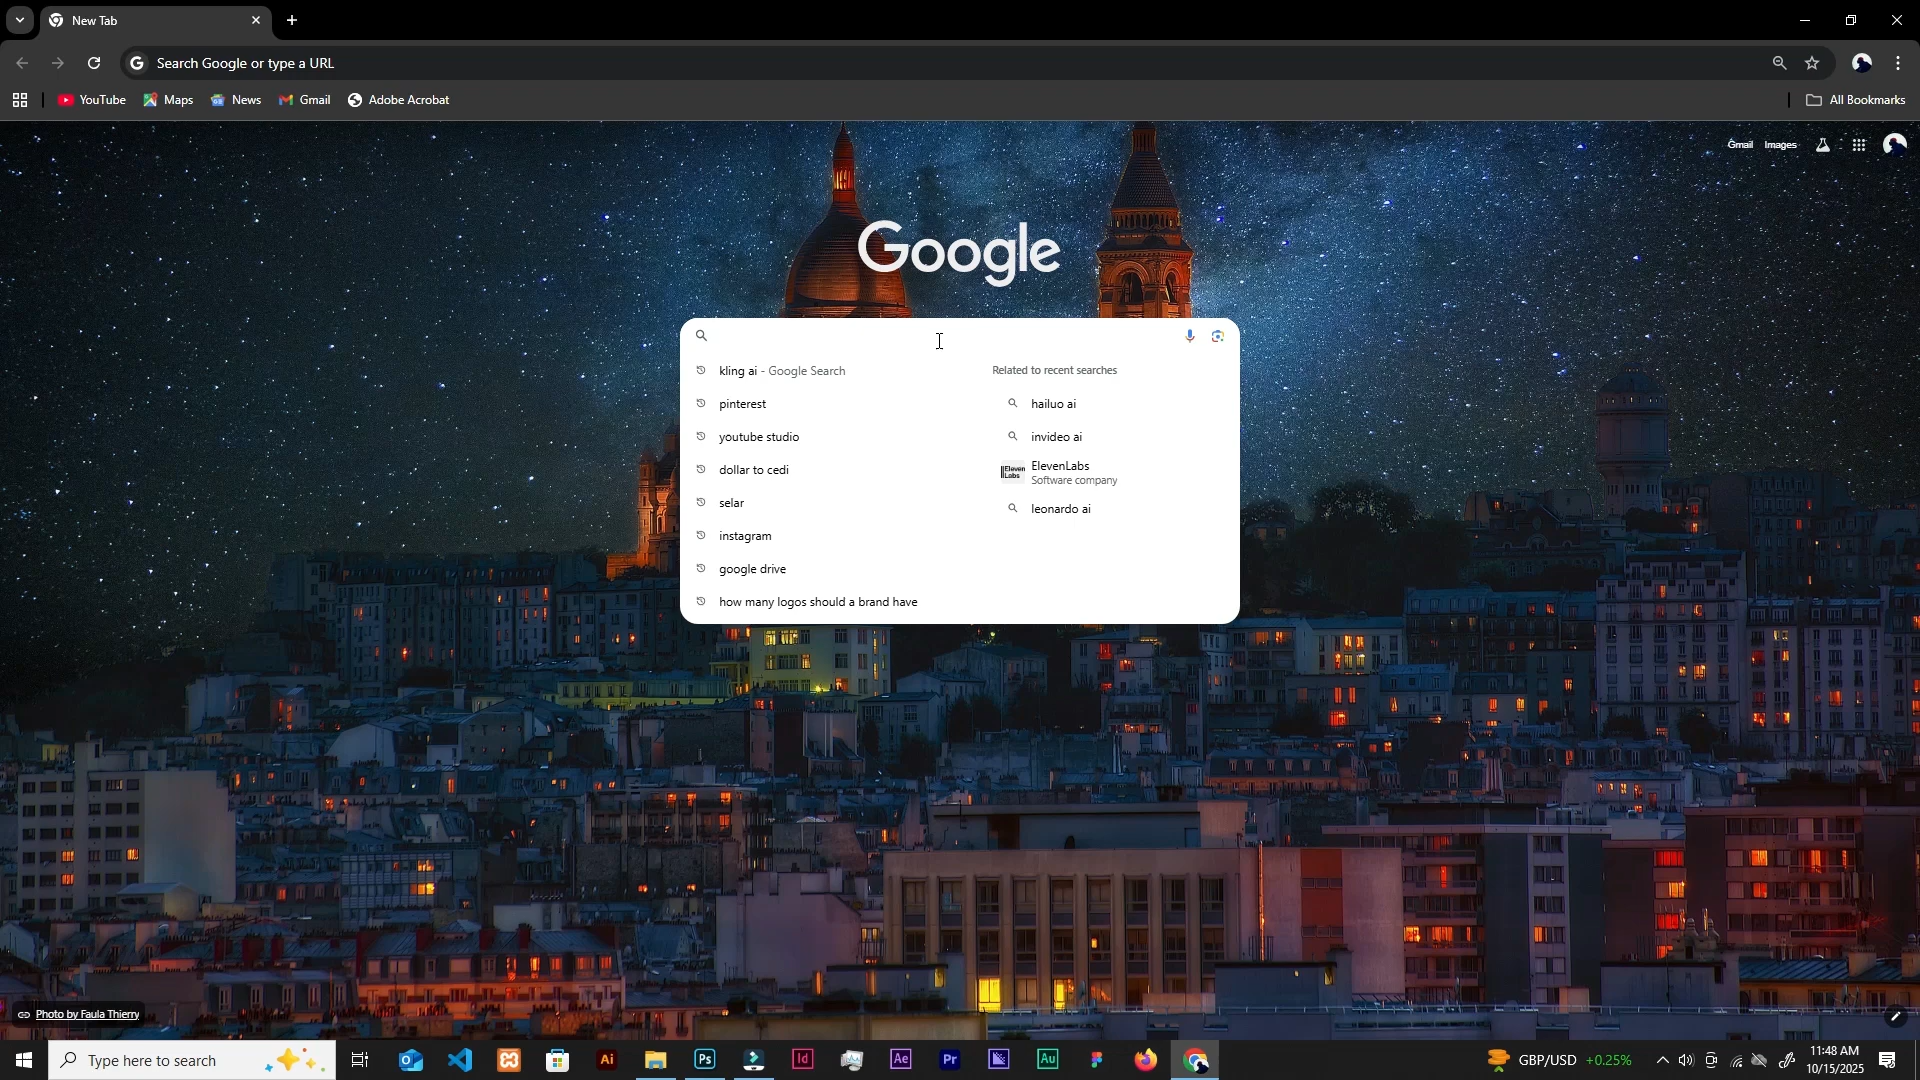 New Tab
Search Google or type a URL
YouTube
Maps
News
Gmail
Adobe Acrobat
All Bookmarks
Gmail
Images
Google
kling ai - Google Search
pinterest
youtube studio
dollar to cedi
selar
instagram
google drive
how many logos should a brand have
Related to recent searches
hailuo ai
invideo ai
Eleven
Labs
ElevenLabs
Software company
leonardo ai
Photo by Faula Thierry
Type here to search
Ai
Ps
Id
Ae
Pr
Au
GBP/USD +0.25%
11:48 AM
10/15/2025